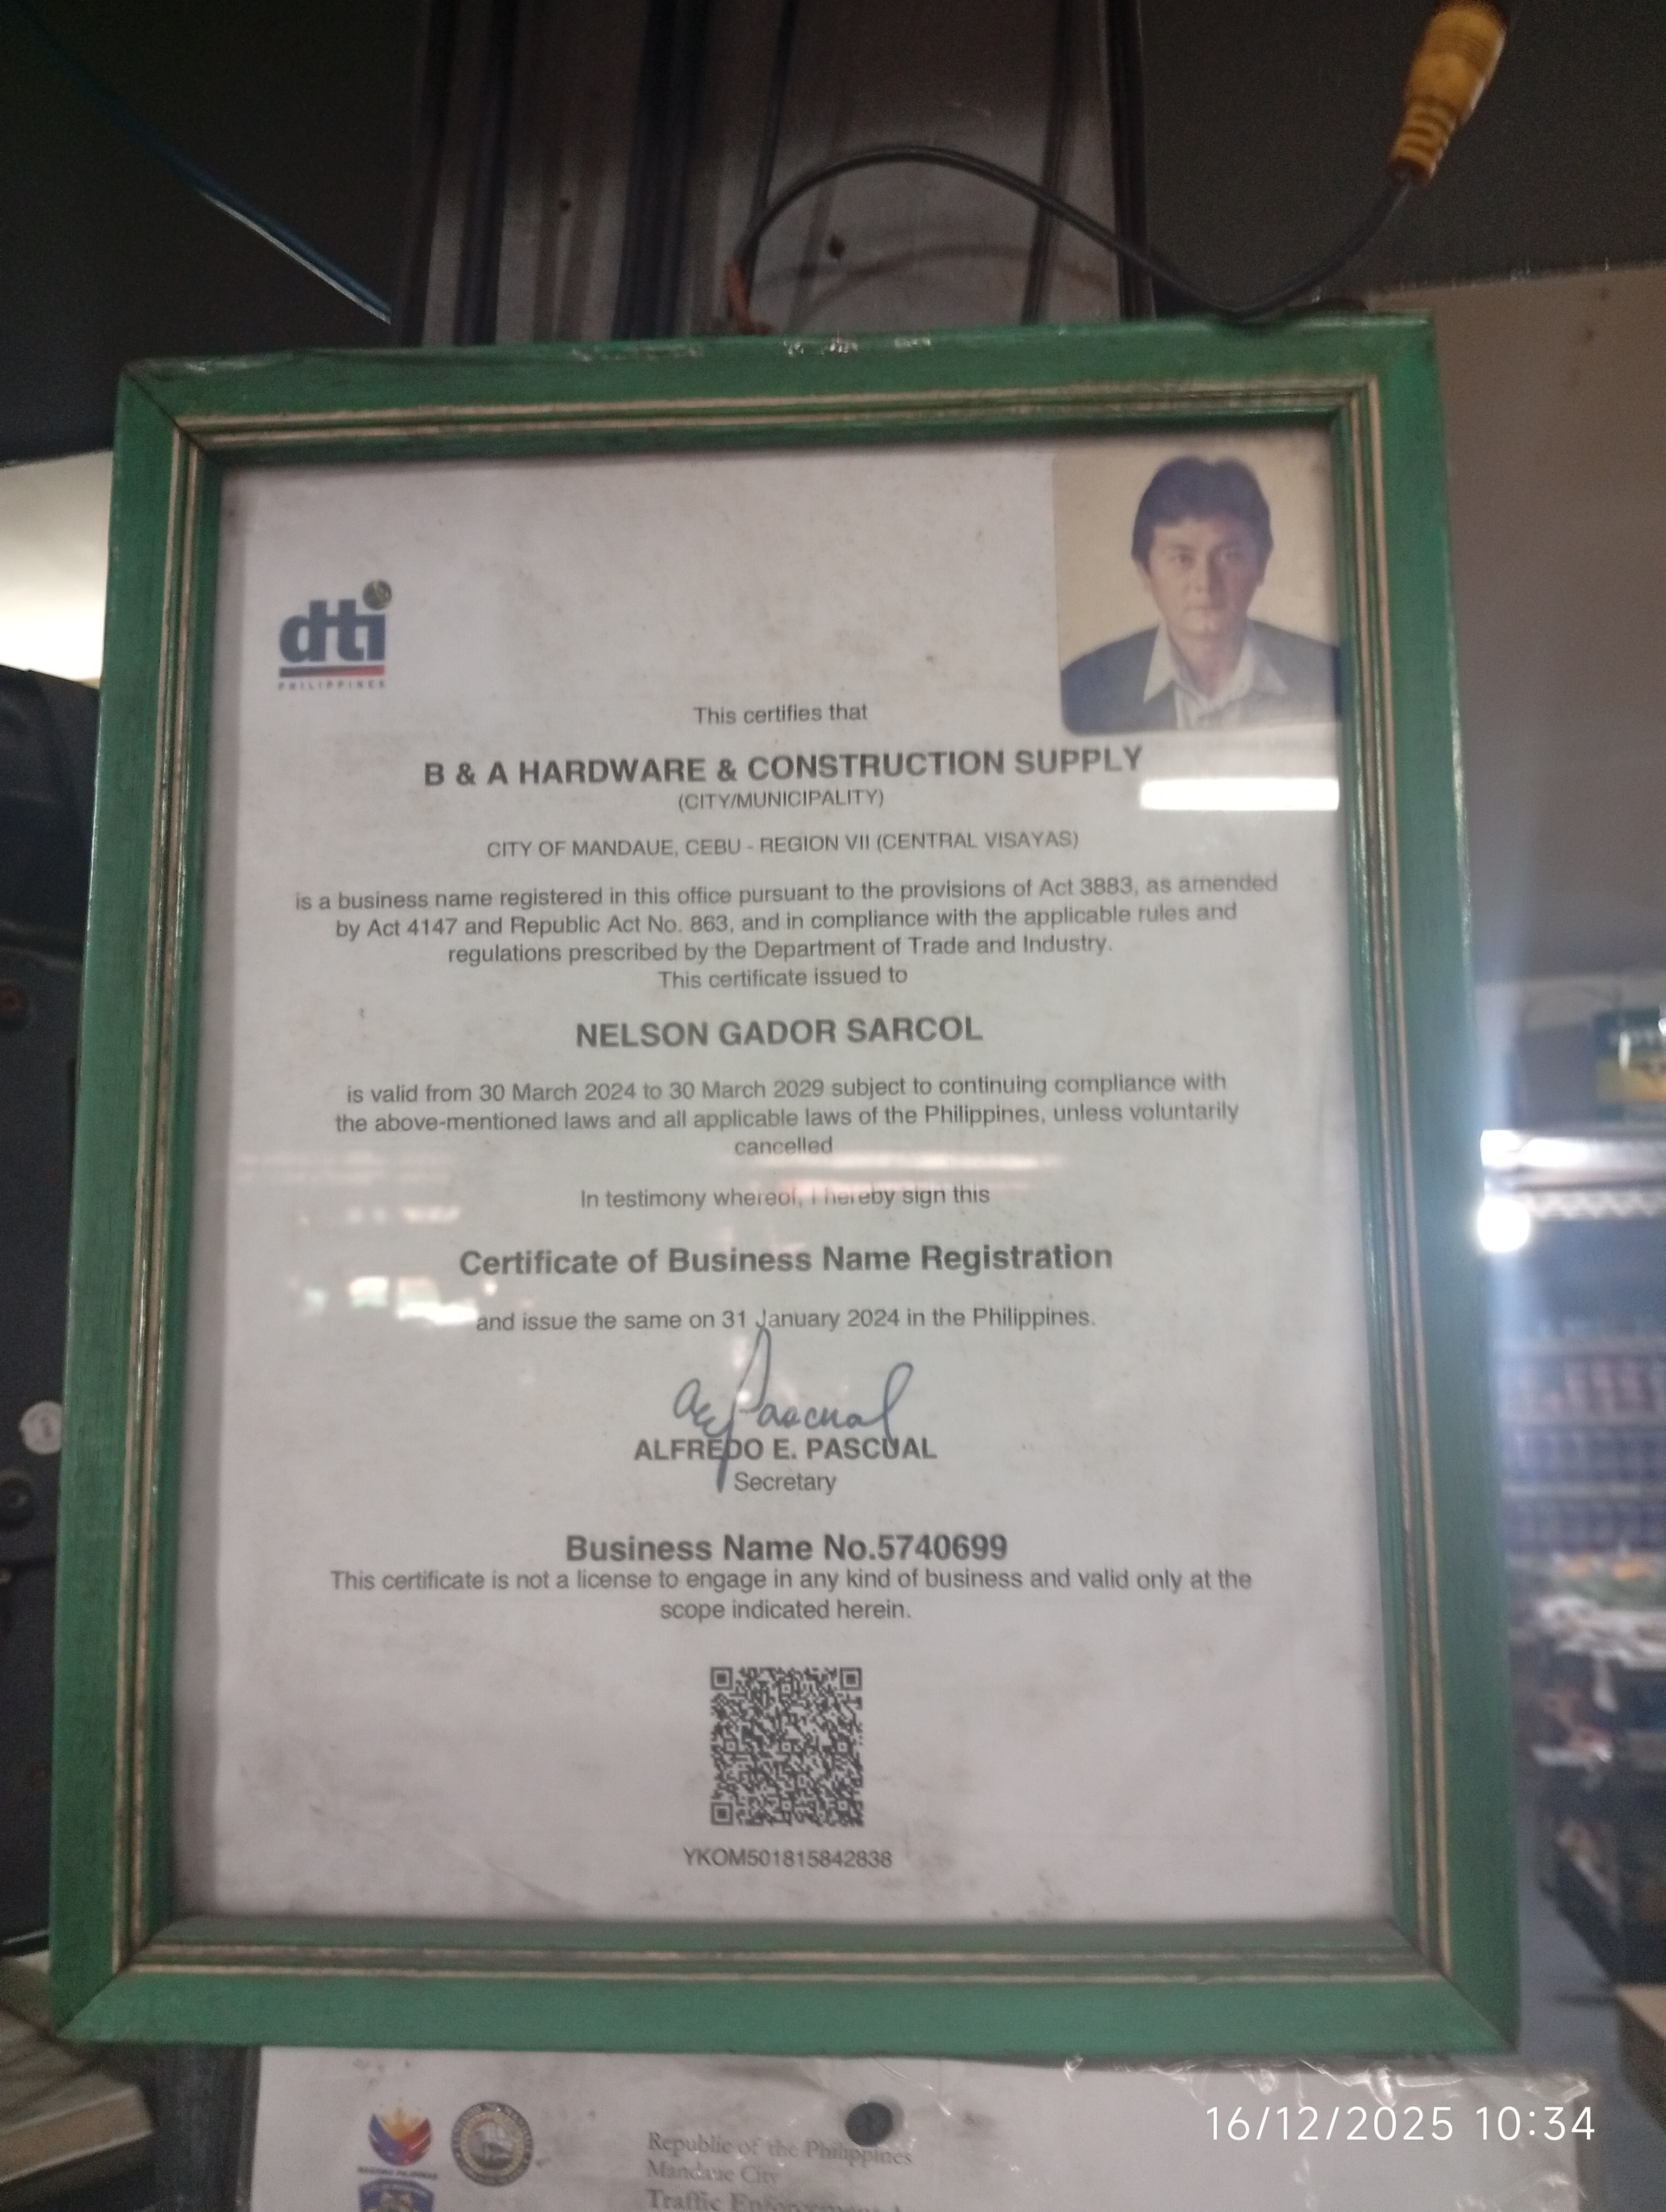 dti
PHILIPPINES
This certifies that
B & A HARDWARE & CONSTRUCTION SUPPLY
(CITY/MUNICIPALITY)
CITY OF MANDAUE, CEBU - REGION VII (CENTRAL VISAYAS)
is a business name registered in this office pursuant to the provisions of Act 3883, as amended
by Act 4147 and Republic Act No. 863, and in compliance with the applicable rules and
regulations prescribed by the Department of Trade and Industry.
This certificate issued to
NELSON GADOR SARCOL
is valid from 30 March 2024 to 30 March 2029 subject to continuing compliance with
the above-mentioned laws and all applicable laws of the Philippines, unless voluntarily
cancelled
In testimony whereof, I hereby sign this
Certificate of Business Name Registration
and issue the same on 31 January 2024 in the Philippines.
ALFREDO E. PASCUAL
Secretary
Business Name No.5740699
This certificate is not a license to engage in any kind of business and valid only at the
scope indicated herein.
YKOM501815842838
Republic of the Philippines
Mandaue City
Traffic Enforcement
16/12/2025 10:34